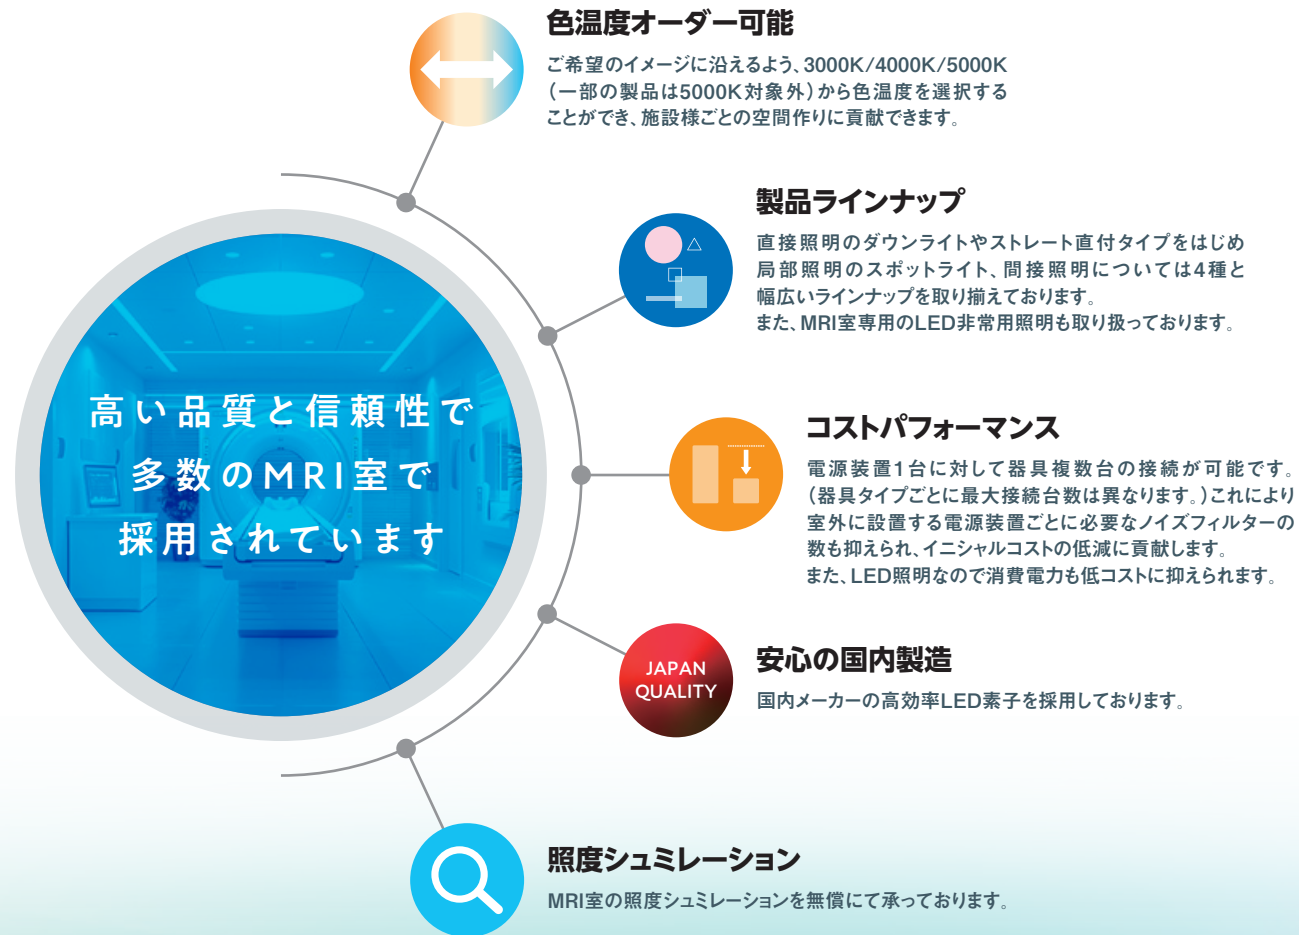 色温度オーダー可能
ご希望のイメージに沿えるよう、3000K/4000K/5000K
（一部の製品は5000K対象外）から色温度を選択する
ことができ、施設様ごとの空間作りに貢献できます。
製品ラインナップ
直接照明のダウンライトやストレート直付タイプをはじめ
局部照明のスポットライト、間接照明については4種と
幅広いラインナップを取り揃えております。
また、MRI室専用のLED非常用照明も取り扱っております。
高い品質と信頼性で
多数のMRI室で
採用されています
コストパフォーマンス
電源装置1台に対して器具複数台の接続が可能です。
（器具タイプごとに最大接続台数は異なります。）これにより
室外に設置する電源装置ごとに必要なノイズフィルターの
数も抑えられ、イニシャルコストの低減に貢献します。
また、LED照明なので消費電力も低コストに抑えられます。
JAPAN
QUALITY
安心の国内製造
国内メーカーの高効率LED素子を採用しております。
照度シュミレーション
MRI室の照度シュミレーションを無償にて承っております。